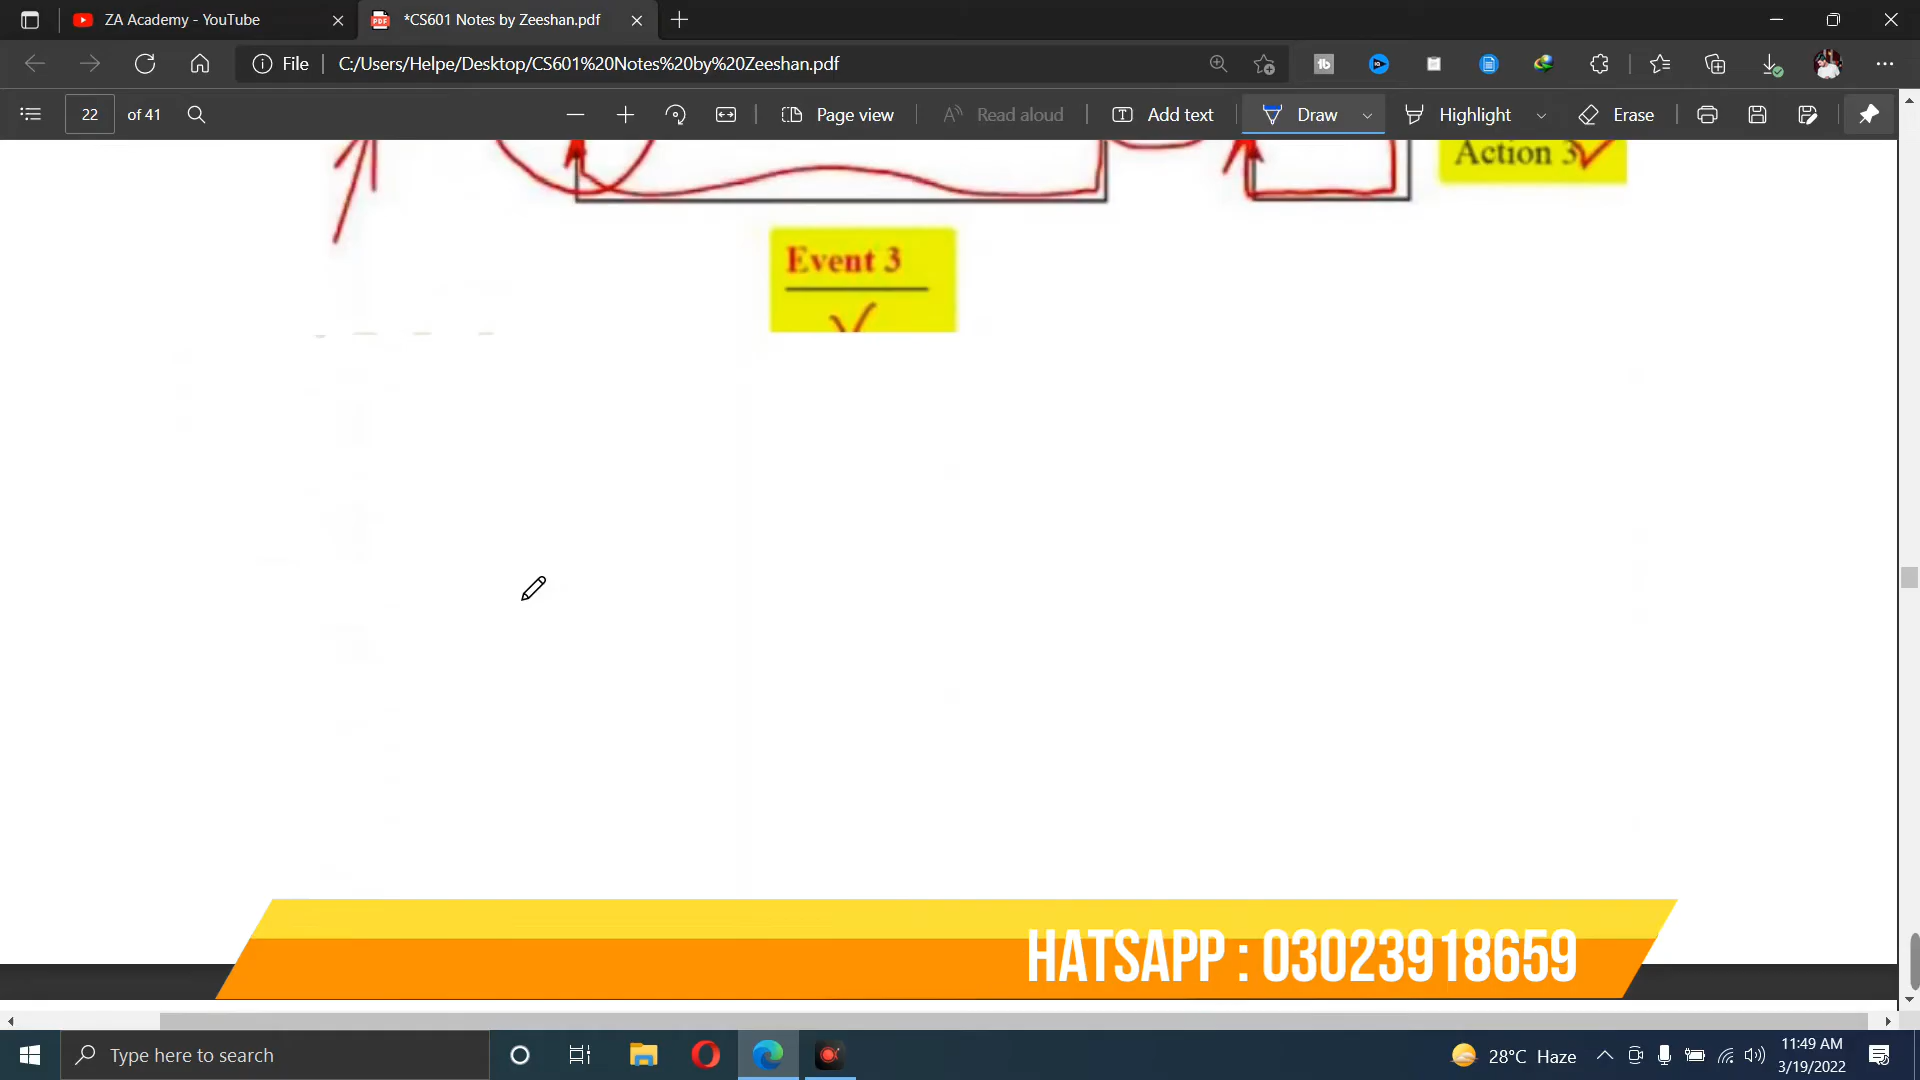 ZA Academy - YouTube
*CS601 Notes by Zeeshan.pdf
File
C:/Users/Helpe/Desktop/CS601%20Notes%20by%20Zeeshan.pdf
22 of 41
Page view
Read aloud
Add text
Draw
Highlight
Erase
Action 3
Event 3
HATSAPP : 03023918659
Type here to search
28°C Haze
11:49 AM
3/19/2022